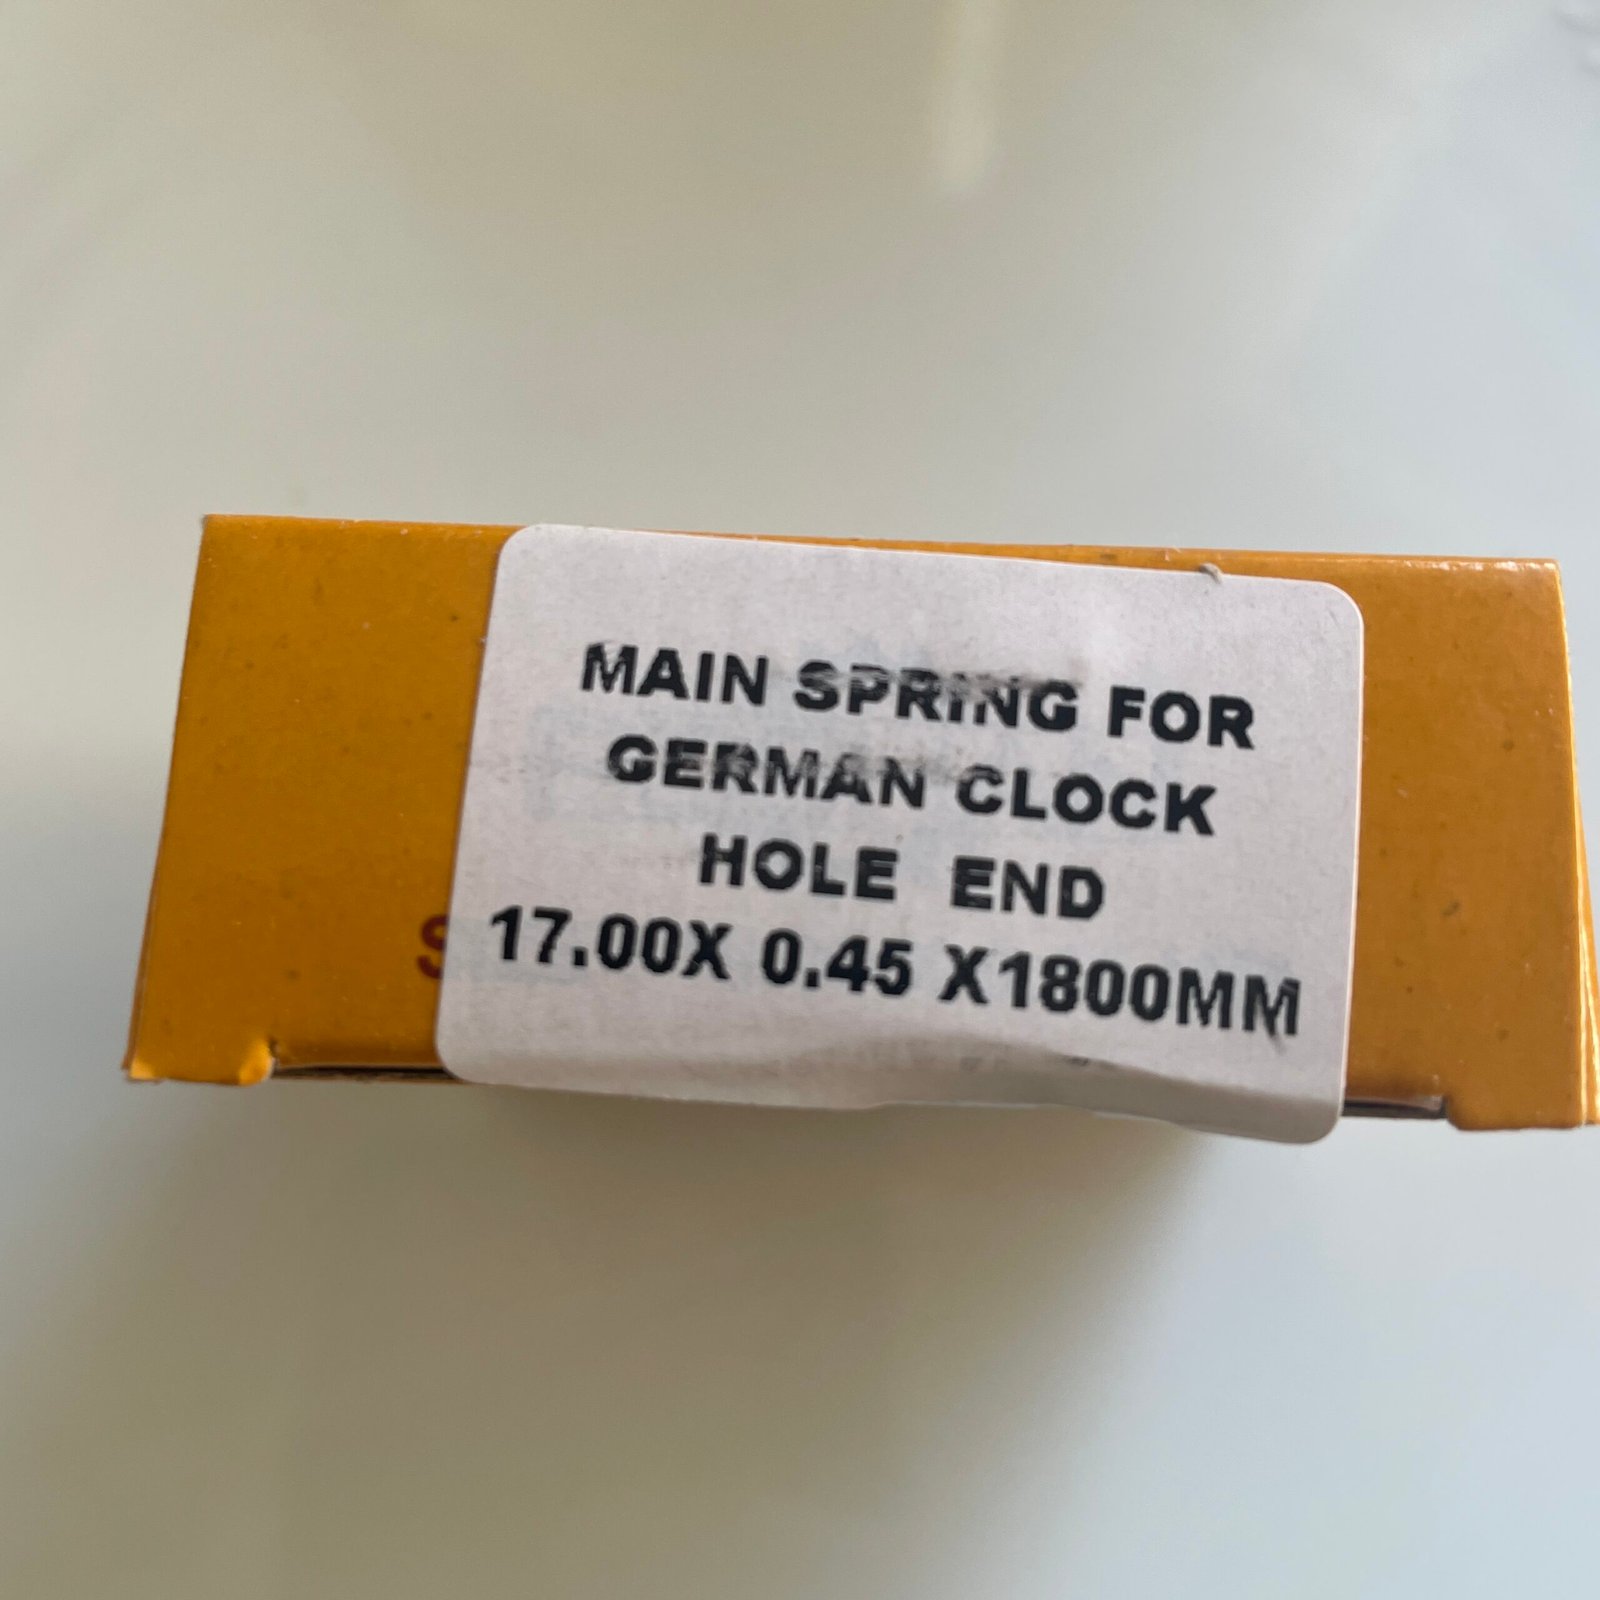 MAIN SPRING FOR
GERMAN CLOCK
HOLE END
17.00X 0.45 X1800MM